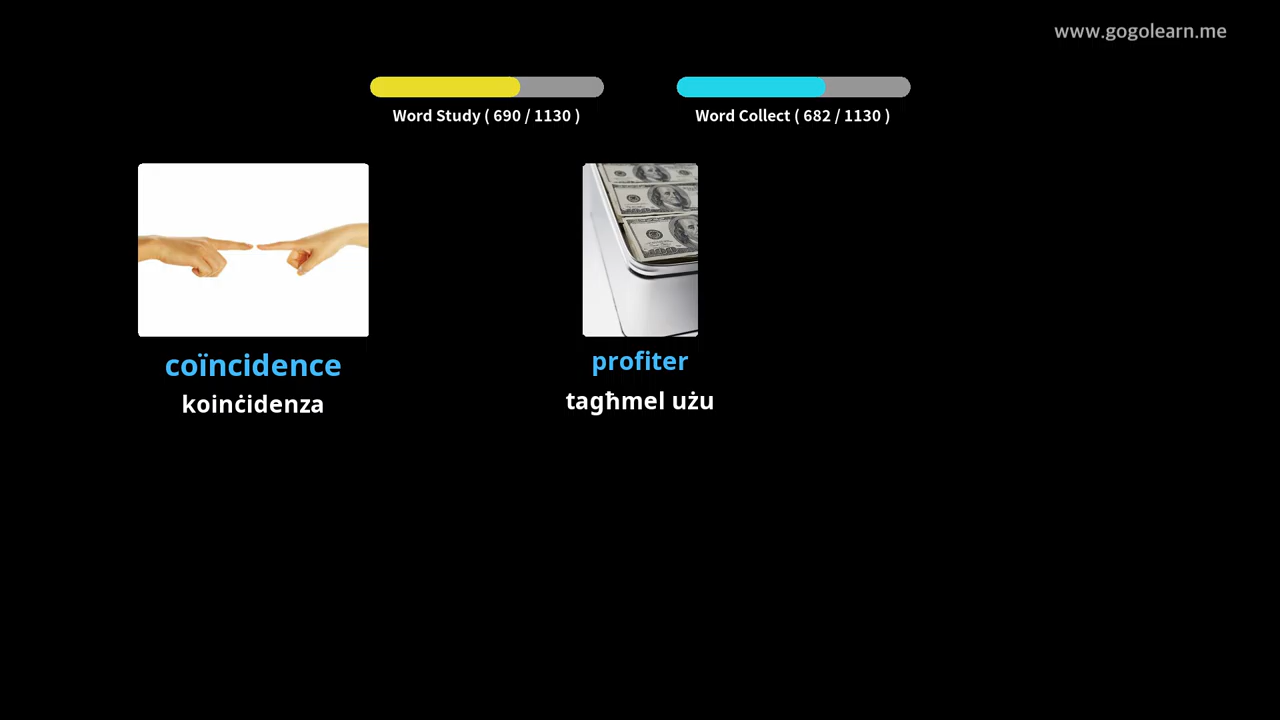 www.gogolearn.me
Word Study ( 690 / 1130 )
Word Collect ( 682 / 1130 )
coïncidence
koinċidenza
profiter
tagħmel użu